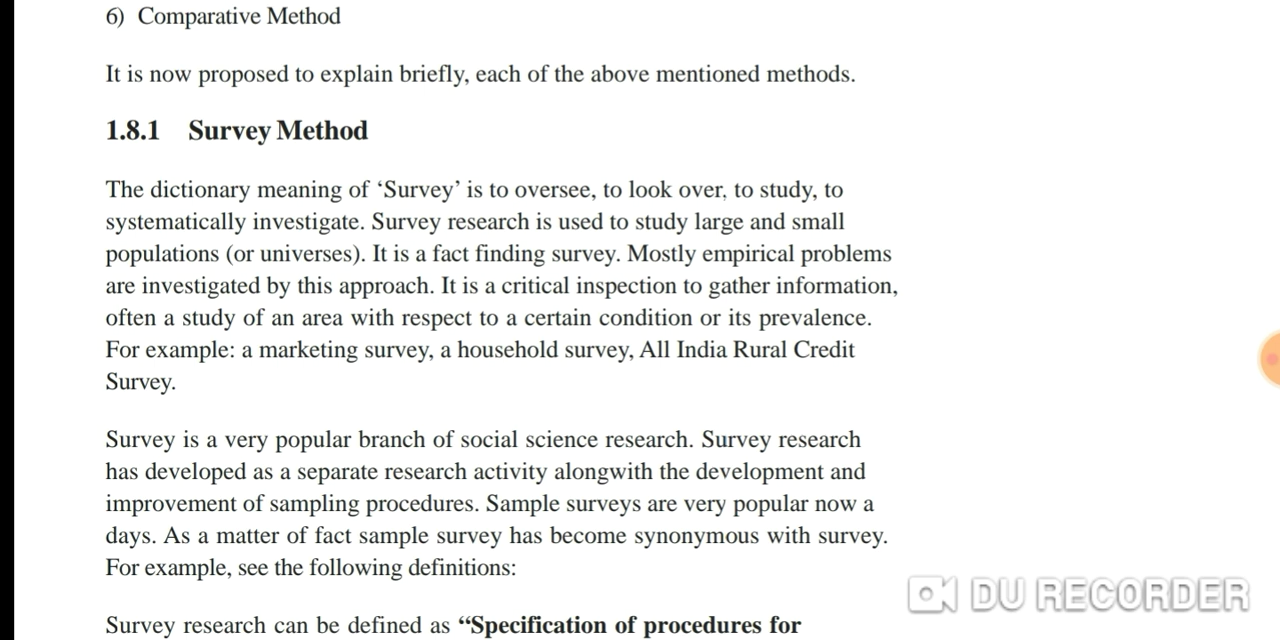 6) Comparative Method
It is now proposed to explain briefly, each of the above mentioned methods.
1.8.1 Survey Method
The dictionary meaning of ‘Survey’ is to oversee, to look over, to study, to
systematically investigate. Survey research is used to study large and small
populations (or universes). It is a fact finding survey. Mostly empirical problems
are investigated by this approach. It is a critical inspection to gather information,
often a study of an area with respect to a certain condition or its prevalence.
For example: a marketing survey, a household survey, All India Rural Credit
Survey.
Survey is a very popular branch of social science research. Survey research
has developed as a separate research activity alongwith the development and
improvement of sampling procedures. Sample surveys are very popular now a
days. As a matter of fact sample survey has become synonymous with survey.
For example, see the following definitions:
DU RECORDER
Survey research can be defined as “Specification of procedures for